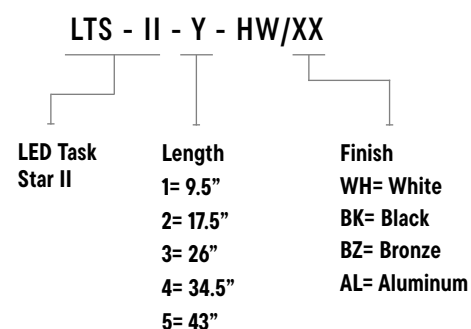 LTS - II - Y - HW/XX
LED Task
Star II
Length
1= 9.5”
2= 17.5”
3= 26”
4= 34.5”
5= 43”
Finish
WH= White
BK= Black
BZ= Bronze
AL= Aluminum